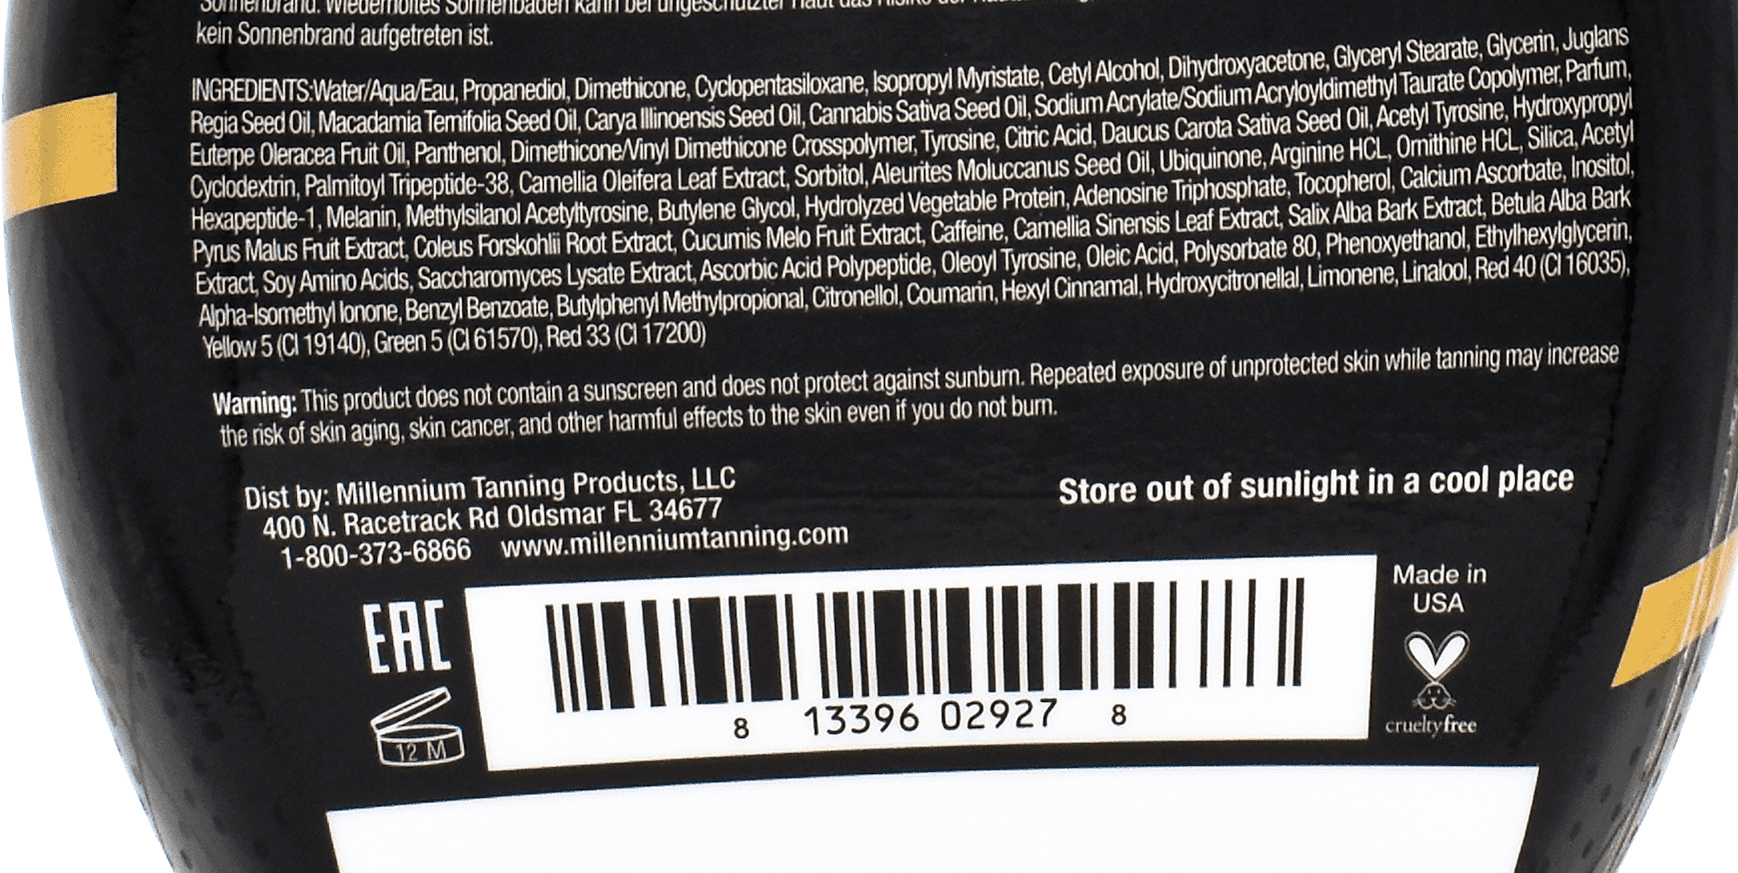 Sonnenbrand. Wiederholtes Sonnenbaden kann bei ungeschützter Haut das Risiko der
kein Sonnenbrand aufgetreten ist.
INGREDIENTS:Water/Aqua/Eau, Propanediol, Dimethicone, Cyclopentasiloxane, Isopropyl Myristate, Cetyl Alcohol, Dihydroxyacetone, Glyceryl Stearate, Glycerin, Juglans
Regia Seed Oil, Macadamia Ternifolia Seed Oil, Carya Illinoensis Seed Oil, Cannabis Sativa Seed Oil, Sodium Acrylate/Sodium Acryloyldimethyl Taurate Copolymer, Parfum,
Euterpe Oleracea Fruit Oil, Panthenol, Dimethicone/Vinyl Dimethicone Crosspolymer, Tyrosine, Citric Acid, Daucus Carota Sativa Seed Oil, Acetyl Tyrosine, Hydroxypropyl
Cyclodextrin, Palmitoyl Tripeptide-38, Camellia Oleifera Leaf Extract, Sorbitol, Aleurites Moluccanus Seed Oil, Ubiquinone, Arginine HCL, Ornithine HCL, Silica, Acetyl
Hexapeptide-1, Melanin, Methylsilanol Acetyltyrosine, Butylene Glycol, Hydrolyzed Vegetable Protein, Adenosine Triphosphate, Tocopherol, Calcium Ascorbate, Inositol,
Pyrus Malus Fruit Extract, Coleus Forskohlii Root Extract, Cucumis Melo Fruit Extract, Caffeine, Camellia Sinensis Leaf Extract, Salix Alba Bark Extract, Betula Alba Bark
Extract, Soy Amino Acids, Saccharomyces Lysate Extract, Ascorbic Acid Polypeptide, Oleoyl Tyrosine, Oleic Acid, Polysorbate 80, Phenoxyethanol, Ethylhexylglycerin,
Alpha-Isomethyl Ionone, Benzyl Benzoate, Butylphenyl Methylpropional, Citronellol, Coumarin, Hexyl Cinnamal, Hydroxycitronellal, Limonene, Linalool, Red 40 (CI 16035),
Yellow 5 (CI 19140), Green 5 (CI 61570), Red 33 (CI 17200)
Warning: This product does not contain a sunscreen and does not protect against sunburn. Repeated exposure of unprotected skin while tanning may increase
the risk of skin aging, skin cancer, and other harmful effects to the skin even if you do not burn.
Dist by: Millennium Tanning Products, LLC
400 N. Racetrack Rd Oldsmar FL 34677
1-800-373-6866 www.millenniumtanning.com
Store out of sunlight in a cool place
EAC
12 M
8 13396 02927 8
Made in
USA
crueltyfree